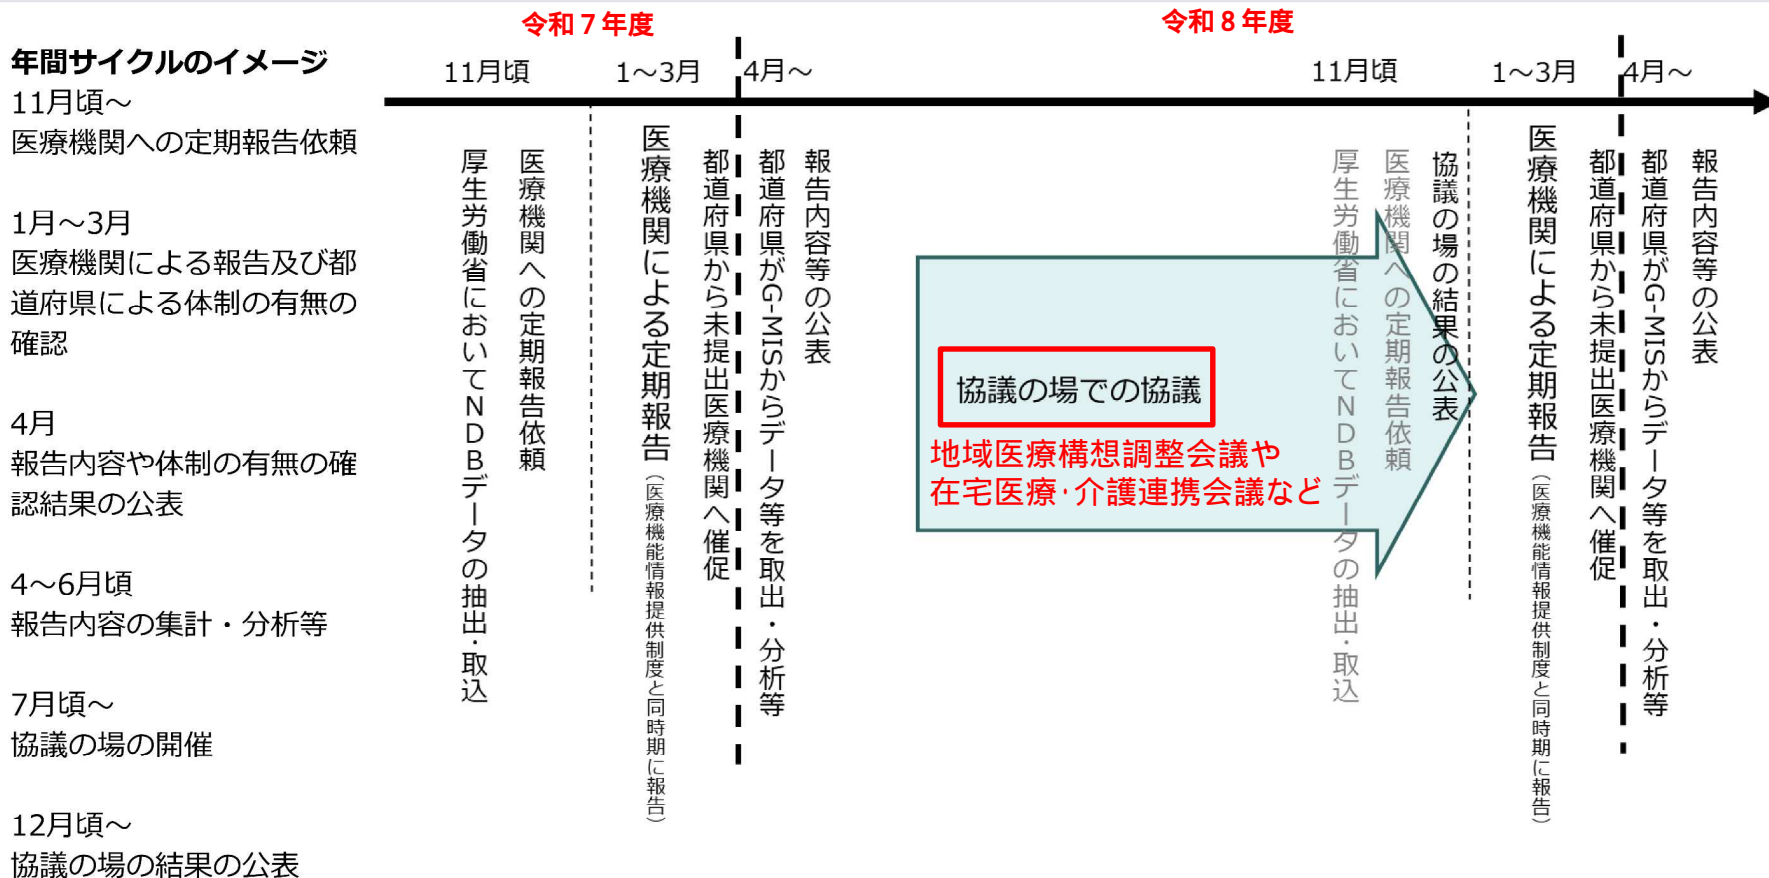 令和７年度
令和８年度
年間サイクルのイメージ
11月頃～
医療機関への定期報告依頼
1月～3月
医療機関による報告及び都
道府県による体制の有無の
確認
4月
報告内容や体制の有無の確
認結果の公表
4～6月頃
報告内容の集計・分析等
7月頃～
協議の場の開催
12月頃～
協議の場の結果の公表
11月頃
1～3月
4月～
11月頃
1～3月
4月～
厚生労働省においてＮＤＢデータの抽出・取込
医療機関への定期報告依頼
医療機関による定期報告（医療機能情報提供制度と同時期に報告）
都道府県から未提出医療機関へ催促
都道府県がG-MISからデータ等を取出・分析等
報告内容等の公表
協議の場での協議
地域医療構想調整会議や
在宅医療・介護連携会議など
厚生労働省においてＮＤＢデータの抽出・取込
医療機関への定期報告依頼
協議の場の結果の公表
医療機関による定期報告（医療機能情報提供制度と同時期に報告）
都道府県から未提出医療機関へ催促
都道府県がG-MISからデータ等を取出・分析等
報告内容等の公表